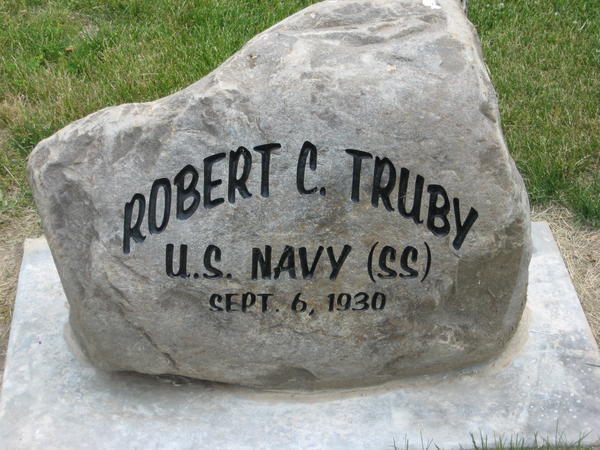 ROBERT C. TRUBY
U.S. NAVY (SS)
SEPT. 6, 1930